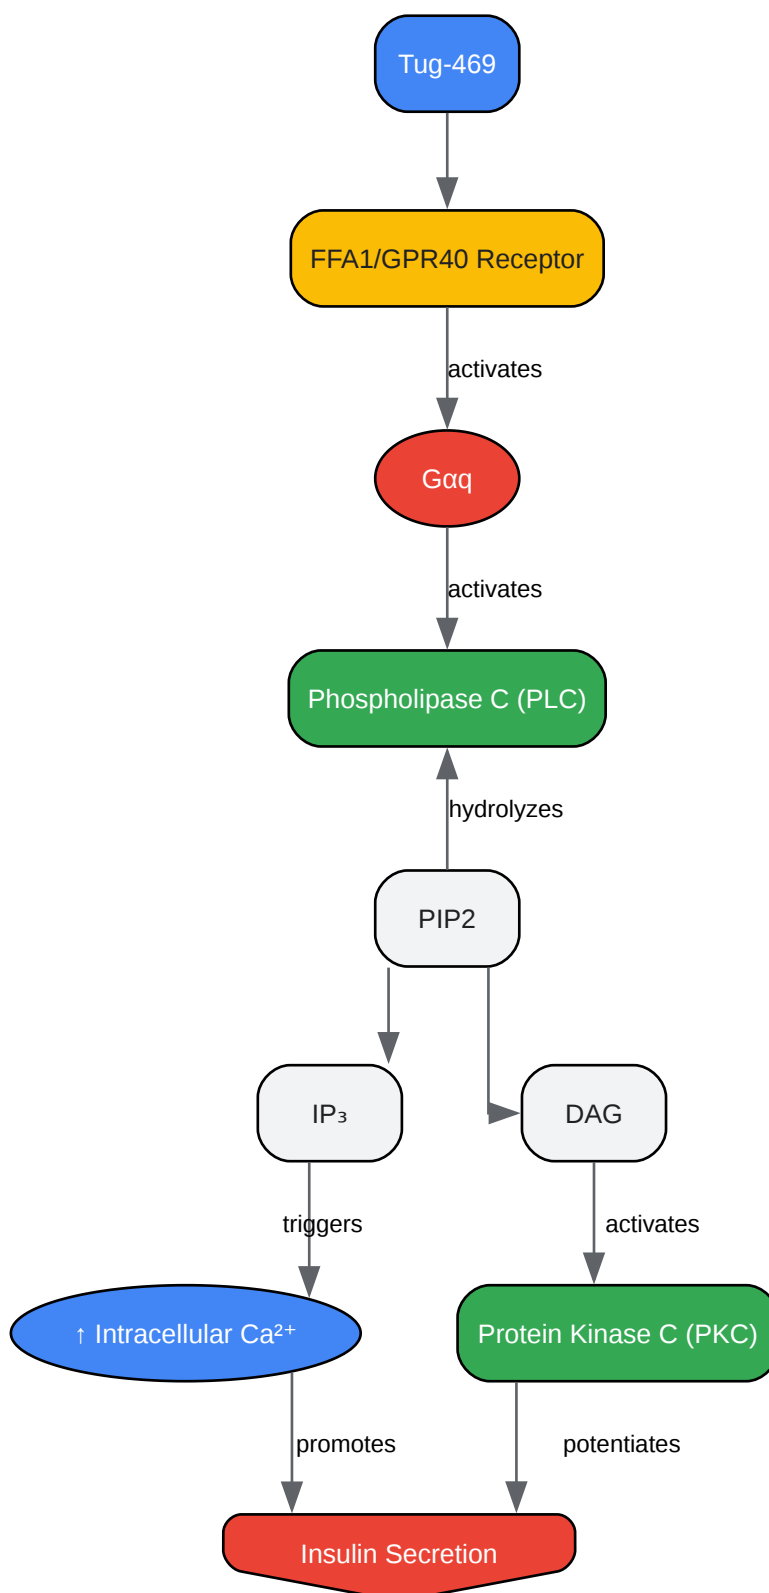 Tug-469
FFA1/GPR40 Receptor
activates
Gαq
activates
Phospholipase C (PLC)
hydrolyzes
PIP2
IP₃
DAG
triggers
activates
↑ Intracellular Ca²⁺
Protein Kinase C (PKC)
promotes
potentiates
Insulin Secretion